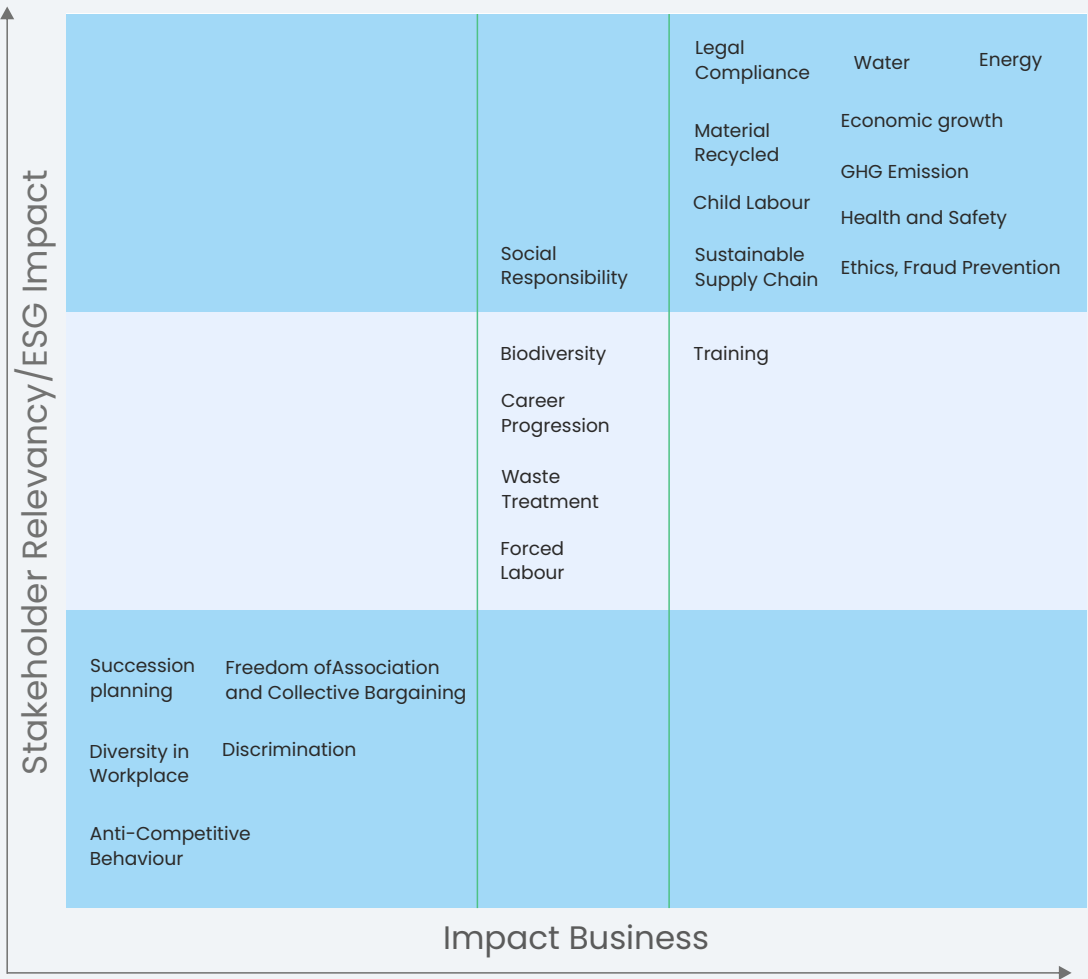 Stakeholder Relevancy/ESG Impact
Legal
Compliance
Water
Energy
Material
Recycled
Economic growth
GHG Emission
Child Labour
Health and Safety
Social
Responsibility
Sustainable
Supply Chain
Ethics, Fraud Prevention
Biodiversity
Training
Career
Progression
Waste
Treatment
Forced
Labour
Succession
planning
Freedom ofAssociation
and Collective Bargaining
Diversity in
Workplace
Discrimination
Anti-Competitive
Behaviour
Impact Business